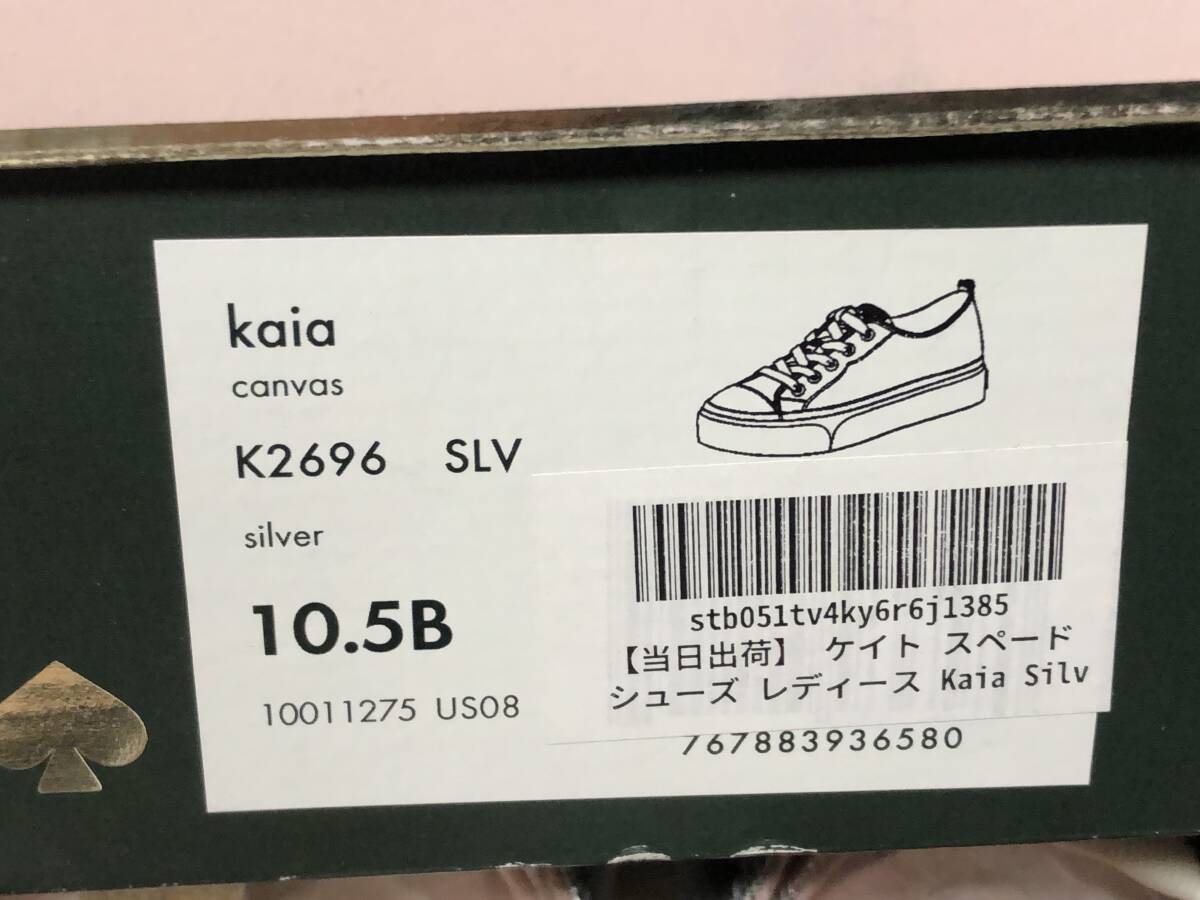 kaia
canvas
K2696 SLV
silver
10.5B
10011275 US08
stb051tv4ky6r6j1385
【当日出荷】 ケイト スペード
シューズ レディース Kaia Silv
767883936580